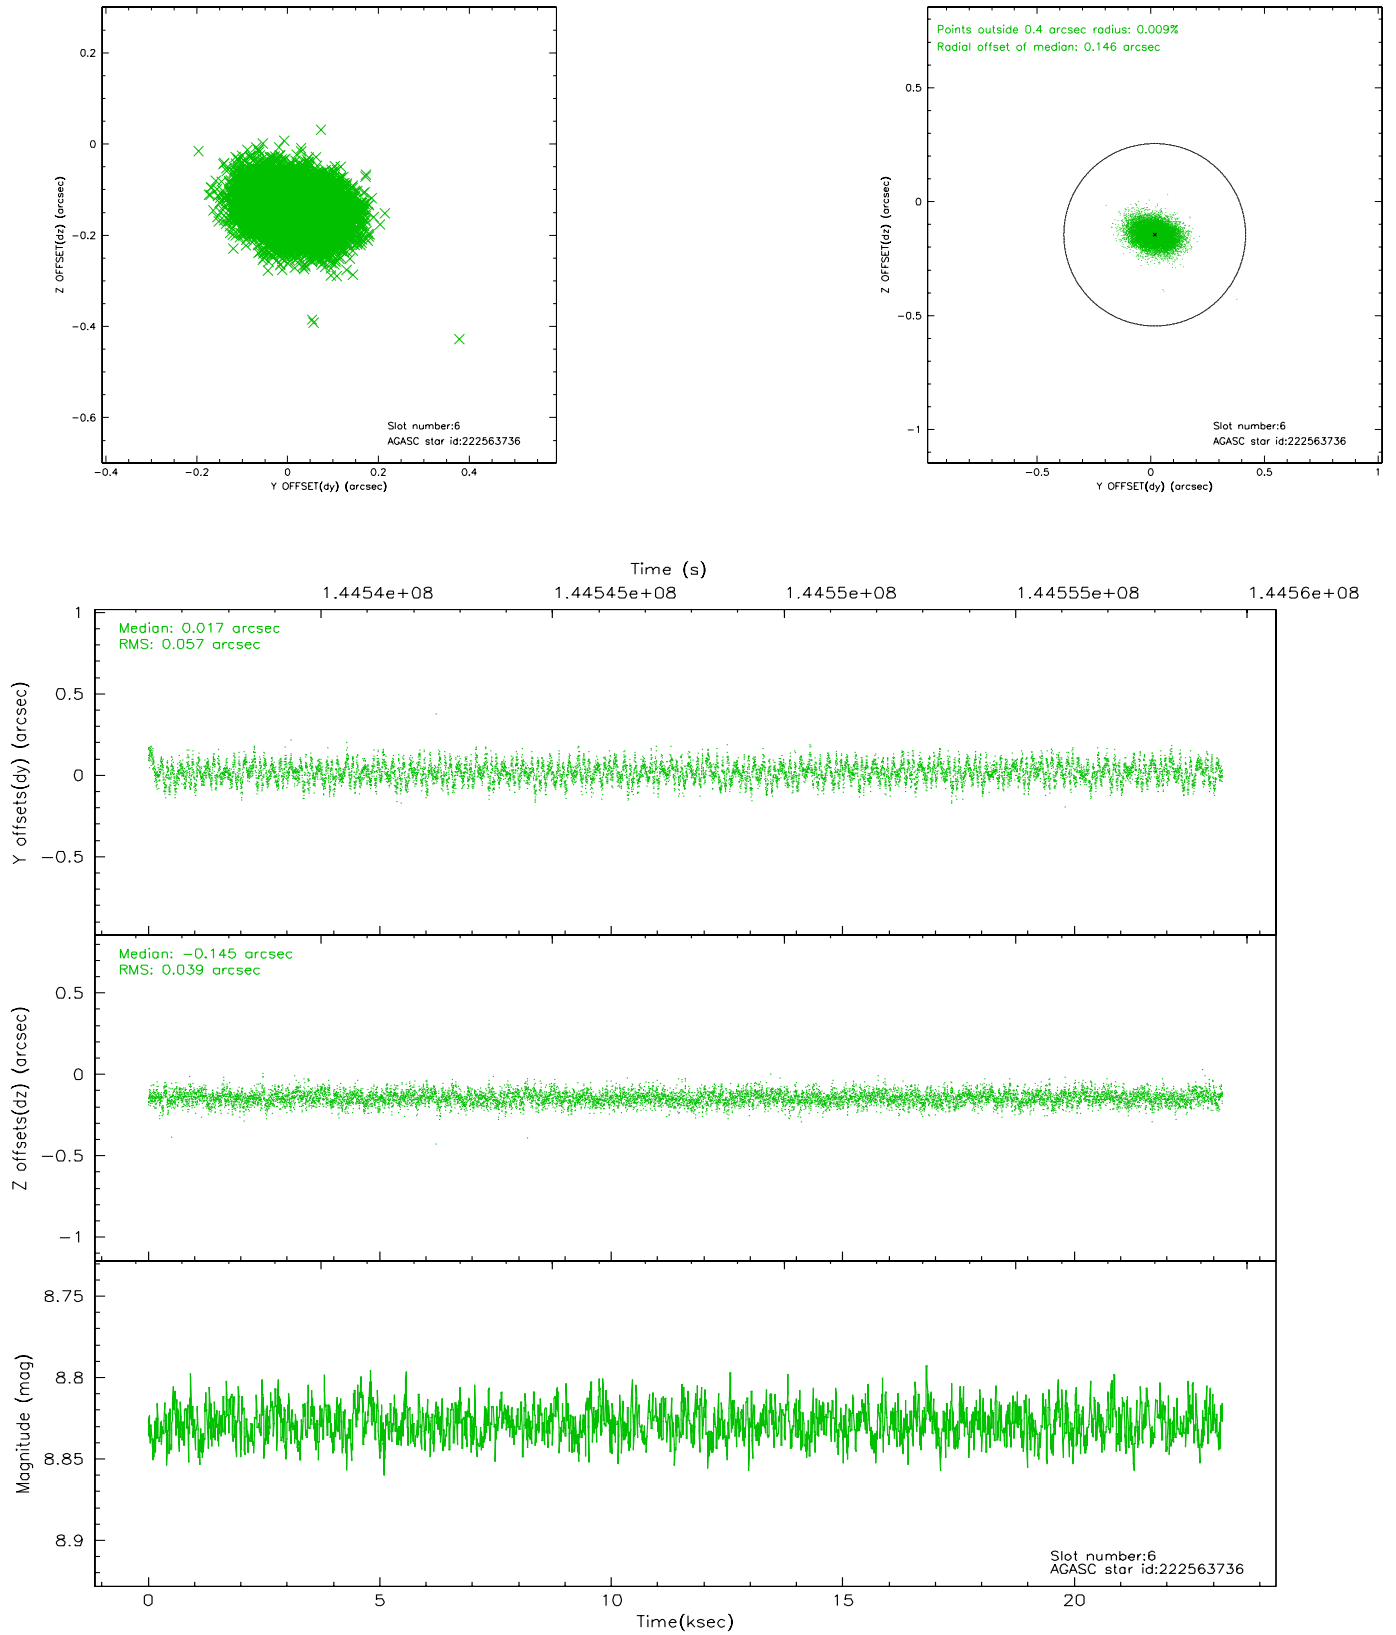 0.2
0
−0.2
−0.4
−0.6
Z OFFSET(dz) (arcsec)
Slot number:6
AGASC star id:222563736
−0.4
−0.2
0
0.2
0.4
Y OFFSET(dy) (arcsec)
Points outside 0.4 arcsec radius: 0.009%
Radial offset of median: 0.146 arcsec
0.5
0
−0.5
−1
Z OFFSET(dz) (arcsec)
Slot number:6
AGASC star id:222563736
−0.5
0
0.5
1
Y OFFSET(dy) (arcsec)
Time (s)
1.4454e+08
1.44545e+08
1.4455e+08
1.44555e+08
1.4456e+08
Median: 0.017 arcsec
RMS: 0.057 arcsec
1
0.5
0
−0.5
Y offsets(dy) (arcsec)
Median: −0.145 arcsec
RMS: 0.039 arcsec
0.5
0
−0.5
−1
Z offsets(dz) (arcsec)
8.75
8.8
8.85
8.9
Magnitude (mag)
Slot number:6
AGASC star id:222563736
0
5
10
15
20
Time(ksec)